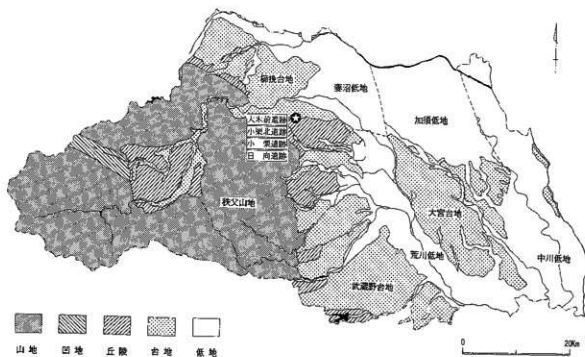 櫛挽台地
妻沼低地
加須低地
大木前遺跡
小栗北遺跡
小栗遺跡
日向遺跡
秩父山地
大宮台地
荒川低地
中川低地
武蔵野台地
山地
凹地
丘陵
台地
低地
0
20Km